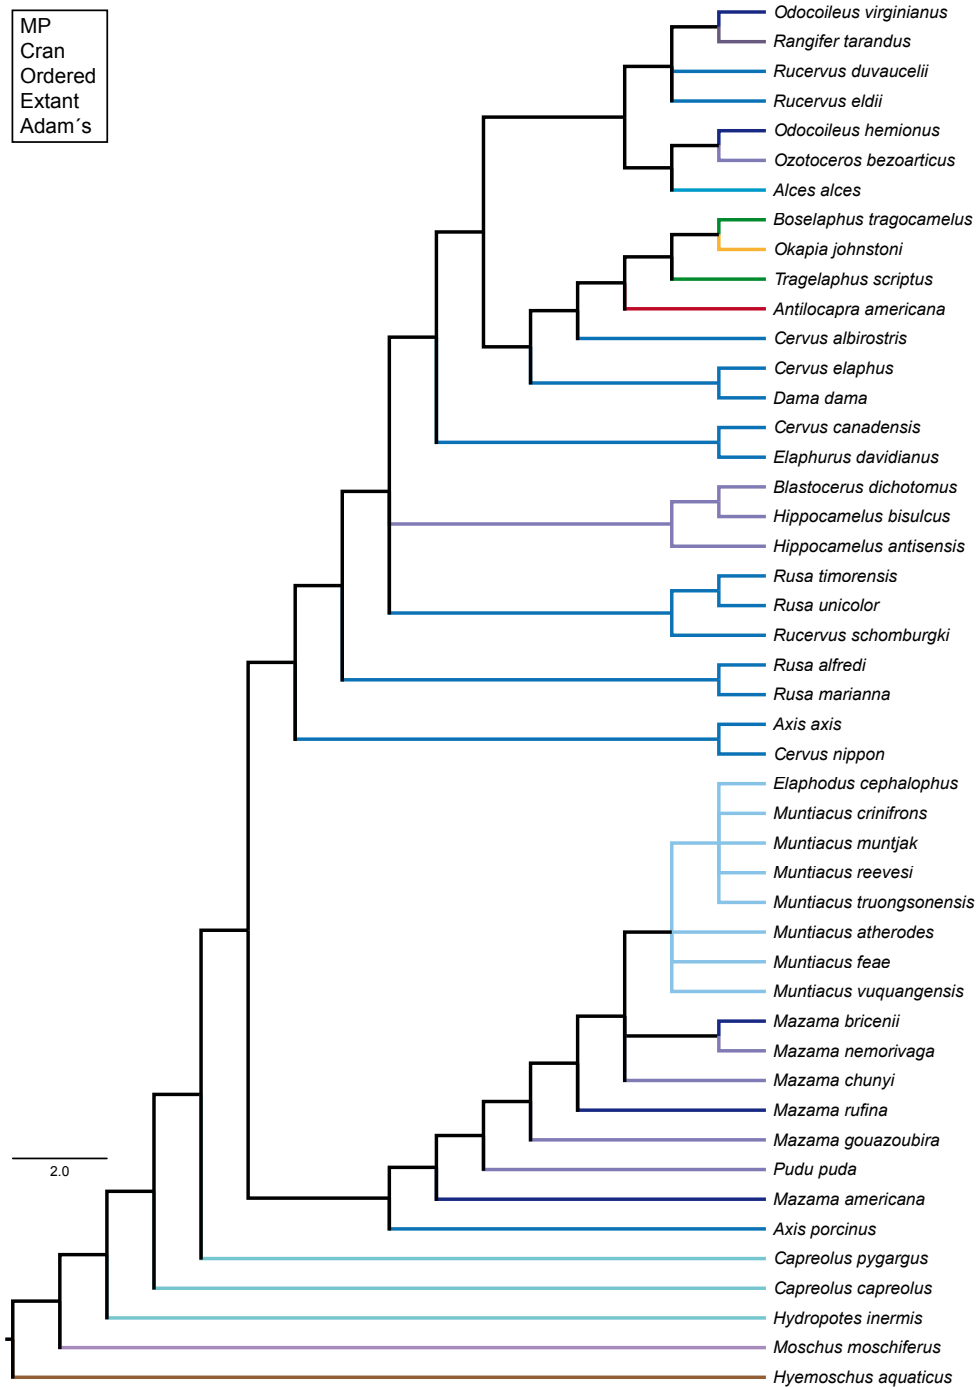 MP
Cran
Ordered
Extant
Adam´s
Odocoileus virginianus
Rangifer tarandus
Rucervus duvaucelii
Rucervus eldii
Odocoileus hemionus
Ozotoceros bezoarticus
Alces alces
Boselaphus tragocamelus
Okapia johnstoni
Tragelaphus scriptus
Antilocapra americana
Cervus albirostris
Cervus elaphus
Dama dama
Cervus canadensis
Elaphurus davidianus
Blastocerus dichotomus
Hippocamelus bisulcus
Hippocamelus antisensis
Rusa timorensis
Rusa unicolor
Rucervus schomburgki
Rusa alfredi
Rusa marianna
Axis axis
Cervus nippon
Elaphodus cephalophus
Muntiacus crinifrons
Muntiacus muntjak
Muntiacus reevesi
Muntiacus truongsonensis
Muntiacus atherodes
Muntiacus feae
Muntiacus vuquangensis
Mazama bricenii
Mazama nemorivaga
Mazama chunyi
Mazama rufina
Mazama gouazoubira
Pudu puda
Mazama americana
Axis porcinus
Capreolus pygargus
Capreolus capreolus
Hydropotes inermis
Moschus moschiferus
Hyemoschus aquaticus
2.0